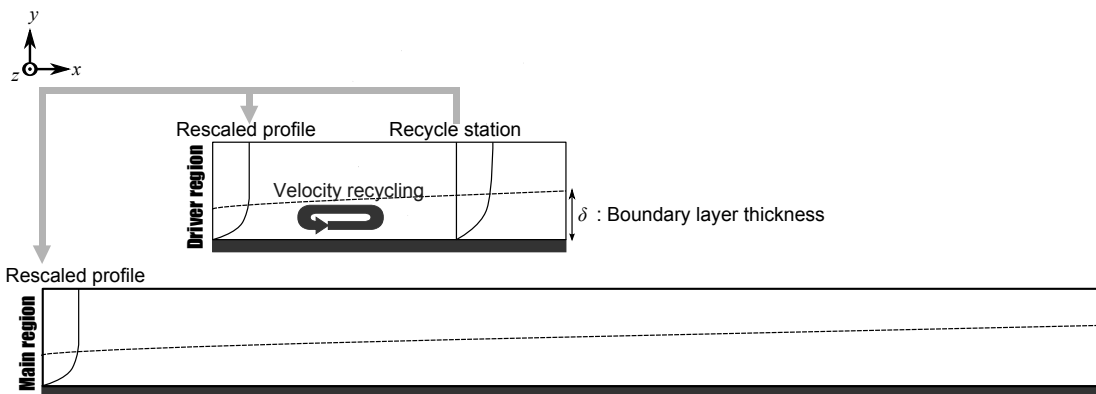 y
z
x
Rescaled profile
Recycle station
Driver region
Velocity recycling
δ : Boundary layer thickness
Rescaled profile
Main region